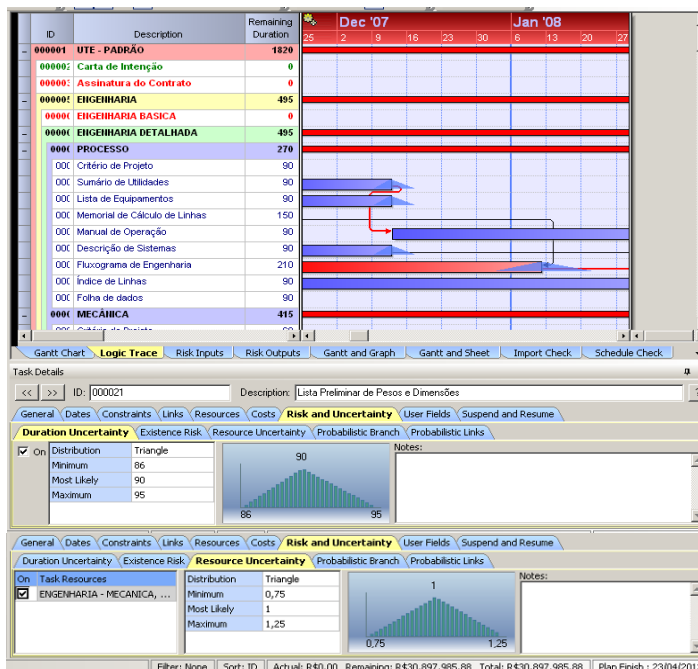 ID Description Remaining Duration Dec '07 Jan '08
25 2 9 16 23 30 6 13 20 27
000001 UTE - PADRÃO 1820
Carta de Intenção 0
Assinatura do Contrato 0
ENGENHARIA 495
ENGENHARIA BASICA 0
ENGENHARIA DETALHADA 495
PROCESSO 270
Critério de Projeto 90
Sumário de Utilidades 90
Lista de Equipamentos 90
Memorial de Cálculo de Linhas 150
Manual de Operação 90
Descrição de Sistemas 90
Fluxograma de Engenharia 210
Índice de Linhas 90
Folha de dados 90
MECÂNICA 415
Gantt Chart Logic Trace Risk Inputs Risk Outputs Gantt and Graph Gantt and Sheet Import Check Schedule Check
Task Details
<< >> ID: 000021 Description: Lista Preliminar de Pesos e Dimensões
General Dates Constraints Links Resources Costs Risk and Uncertainty User Fields Suspend and Resume
Duration Uncertainty Existence Risk Resource Uncertainty Probabilistic Branch Probabilistic Links
On Distribution Triangle Notes:
Minimum 86
Most Likely 90
Maximum 95
90
86 95
General Dates Constraints Links Resources Costs Risk and Uncertainty User Fields Suspend and Resume
Duration Uncertainty Existence Risk Resource Uncertainty Probabilistic Branch Probabilistic Links
On Task Resources Distribution Triangle Notes:
ENGENHARIA - MECANICA, ... Minimum 0,75
Most Likely 1
Maximum 1,25
1
0,75 1,25
Filter: None Sort: ID Actual: R$0.00 Remaining: R$30,897,985.88 Total: R$30,897,985.88 Plan Finish : 23/04/201